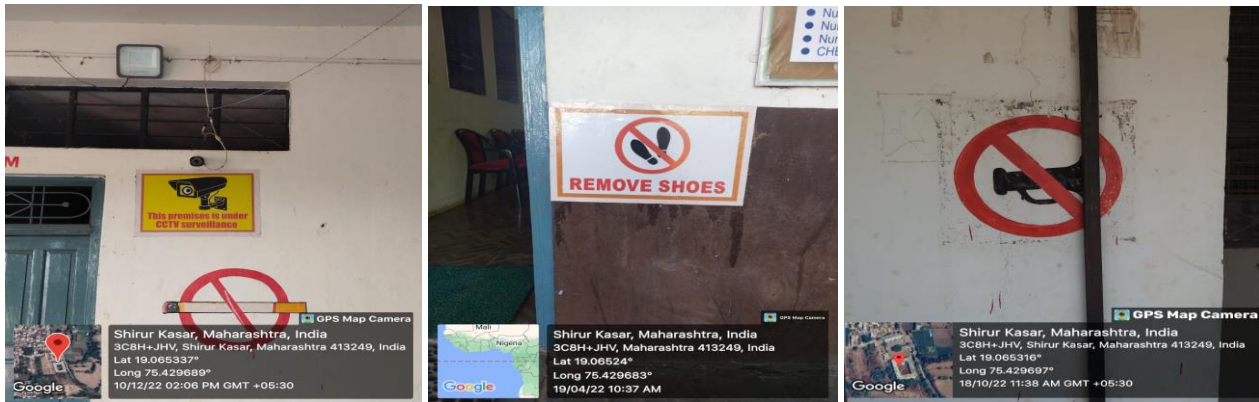 M
This premises is under
CCTV surveillance
GPS Map Camera
Shirur Kasar, Maharashtra, India
3C8H+JHV, Shirur Kasar, Maharashtra 413249, India
Lat 19.065337°
Long 75.429689°
10/12/22 02:06 PM GMT +05:30
Google
Nu
Nu
Nur
CHE
REMOVE SHOES
GPS Map Camera
Mali
Nigeria
Shirur Kasar, Maharashtra, India
3C8H+JHV, Maharashtra 413249, India
Lat 19.06524°
Long 75.429683°
19/04/22 10:37 AM
Google
GPS Map Camera
Shirur Kasar, Maharashtra, India
3C8H+JHV, Shirur Kasar, Maharashtra 413249, India
Lat 19.065316°
Long 75.429697°
18/10/22 11:38 AM GMT +05:30
Google